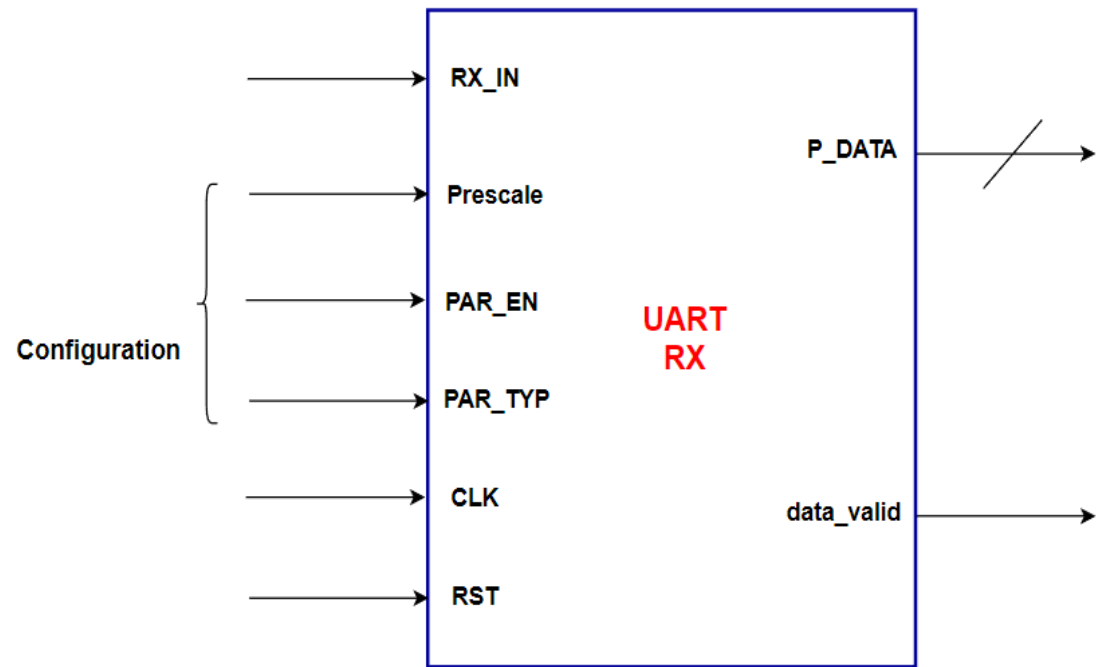 RX_IN
P_DATA
Prescale
PAR_EN
UART
RX
Configuration
PAR_TYP
CLK
data_valid
RST